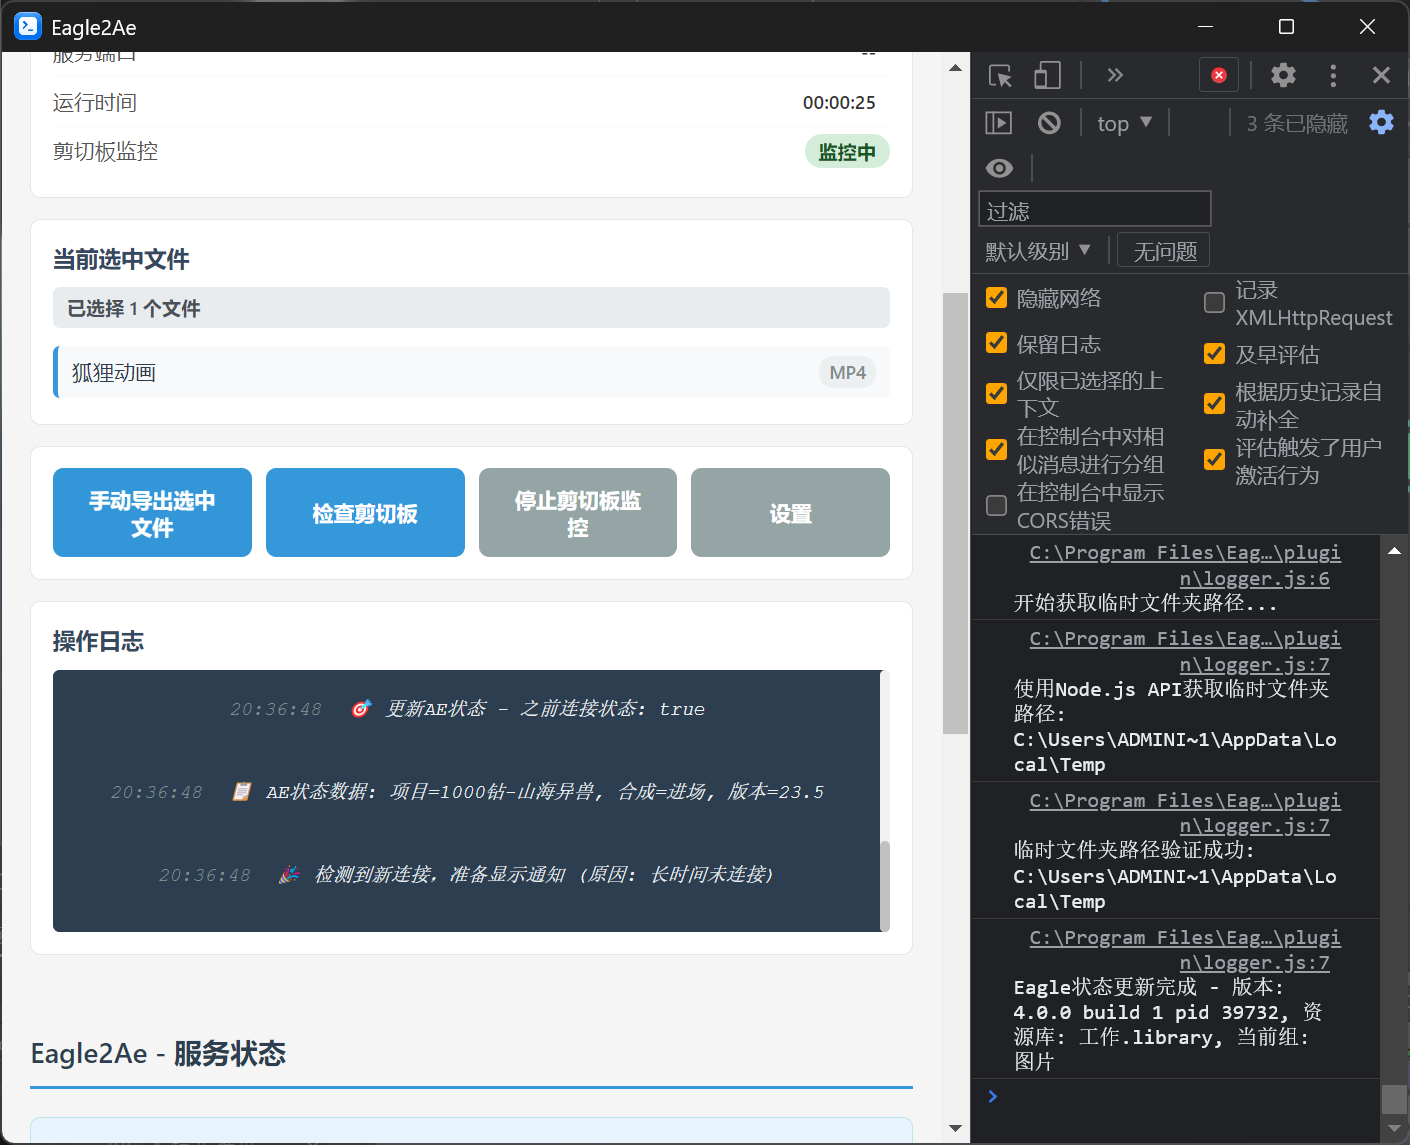 Eagle2Ae
服务端口
--
运行时间
00:00:25
剪切板监控
监控中
当前选中文件
已选择 1 个文件
狐狸动画
MP4
手动导出选中
文件
检查剪切板
停止剪切板监
控
设置
操作日志
20:36:48 🎯 更新AE状态 - 之前连接状态: true
20:36:48 📋 AE状态数据: 项目=1000钻-山海异兽, 合成=进场, 版本=23.5
20:36:48 🎉 检测到新连接，准备显示通知 (原因: 长时间未连接)
Eagle2Ae - 服务状态
top
3 条已隐藏
过滤
默认级别
无问题
隐藏网络
记录
XMLHttpRequest
保留日志
及早评估
仅限已选择的上
下文
根据历史记录自
动补全
在控制台中对相
似消息进行分组
评估触发了用户
激活行为
在控制台中显示
CORS错误
C:\Program Files\Eag…\plugi
n\logger.js:6
开始获取临时文件夹路径...
C:\Program Files\Eag…\plugi
n\logger.js:7
使用Node.js API获取临时文件夹
路径:
C:\Users\ADMINI~1\AppData\Lo
cal\Temp
C:\Program Files\Eag…\plugi
n\logger.js:7
临时文件夹路径验证成功:
C:\Users\ADMINI~1\AppData\Lo
cal\Temp
C:\Program Files\Eag…\plugi
n\logger.js:7
Eagle状态更新完成 - 版本:
4.0.0 build 1 pid 39732, 资
源库: 工作.library, 当前组:
图片